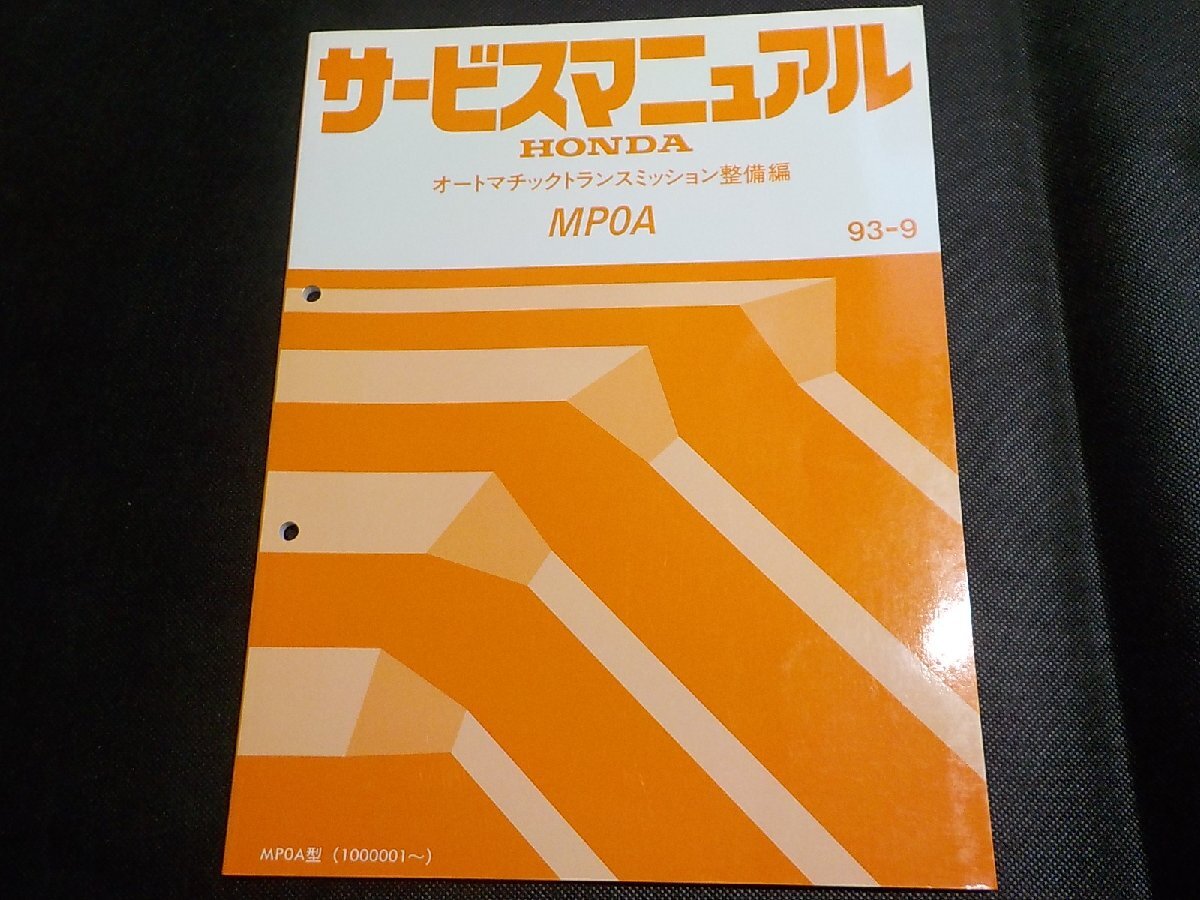 サービスマニュアル
HONDA
オートマチックトランスミッション整備編
MP0A
93-9
MP0A型 (1000001～)